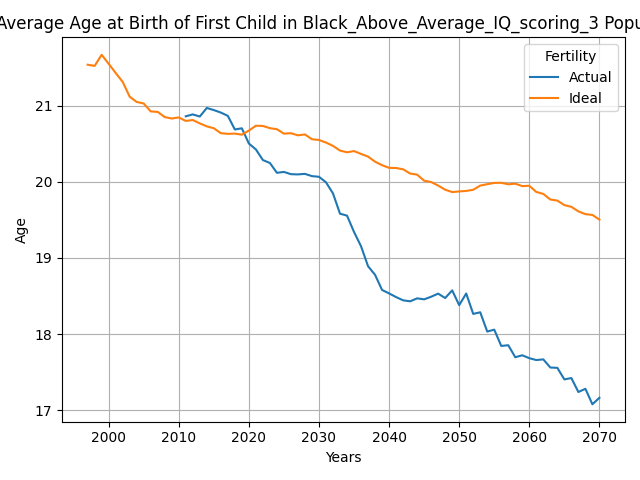 Average Age at Birth of First Child in Black_Above_Average_IQ_scoring_3 Popu
Fertility
Actual
Ideal
21
20
19
18
17
Age
2000 2010 2020 2030 2040 2050 2060 2070
Years